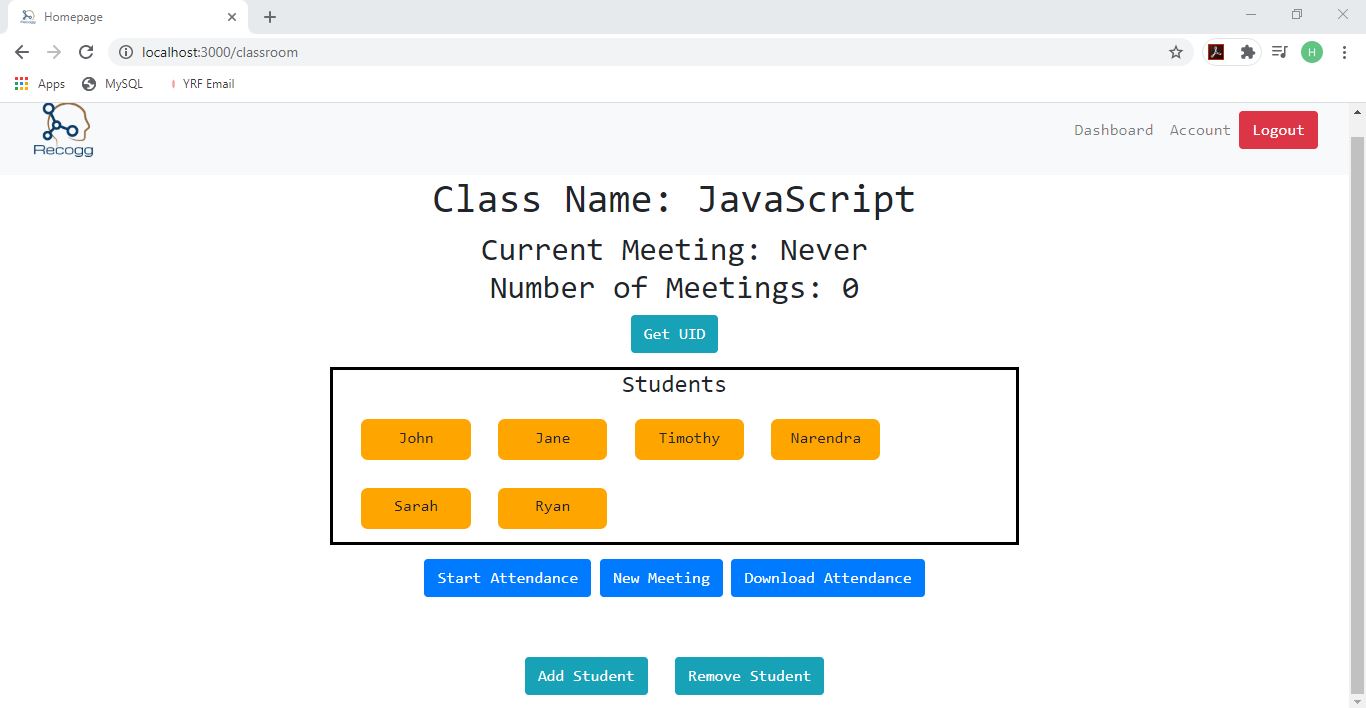 Homepage
localhost:3000/classroom
H
Apps MySQL YRF Email
Recogg
Dashboard Account Logout
Class Name: JavaScript
Current Meeting: Never
Number of Meetings: 0
Get UID
Students
John Jane Timothy Narendra
Sarah Ryan
Start Attendance New Meeting Download Attendance
Add Student Remove Student